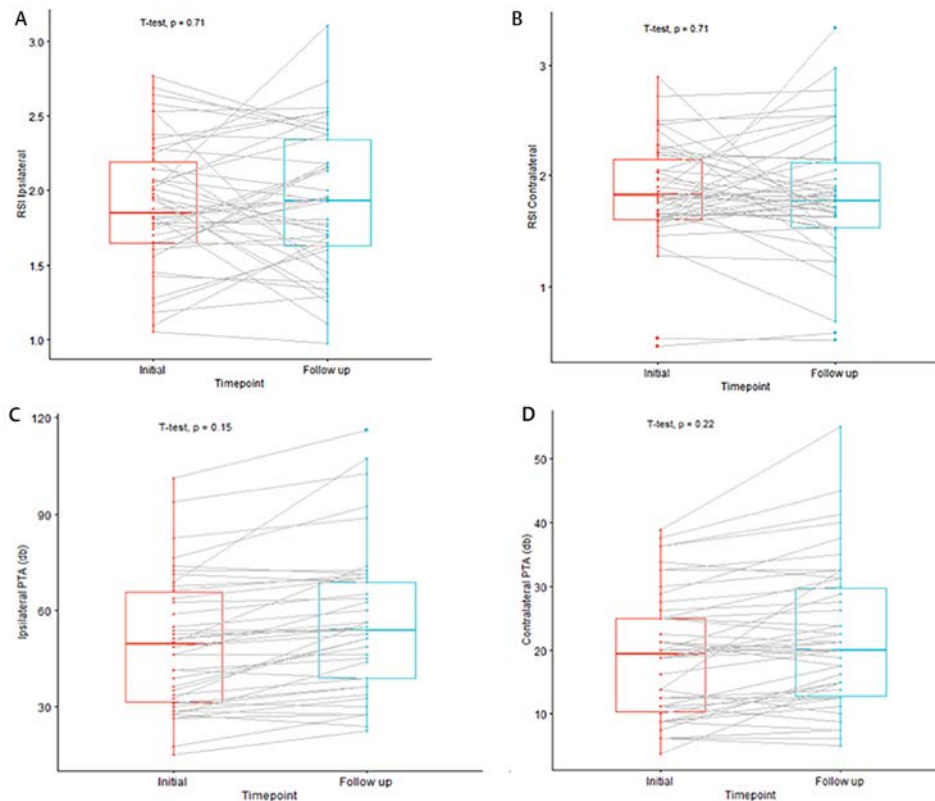 A
T-test, p = 0.71
RSI Ipsilateral
3.0
2.5
2.0
1.5
1.0
Initial
Follow up
Timepoint
B
T-test, p = 0.71
RSI Contralateral
3
2
1
Initial
Follow up
Timepoint
C
T-test, p = 0.15
Ipsilateral PTA (db)
120
90
60
30
Initial
Follow up
Timepoint
D
T-test, p = 0.22
Contralateral PTA (db)
50
40
30
20
10
Initial
Follow up
Timepoint